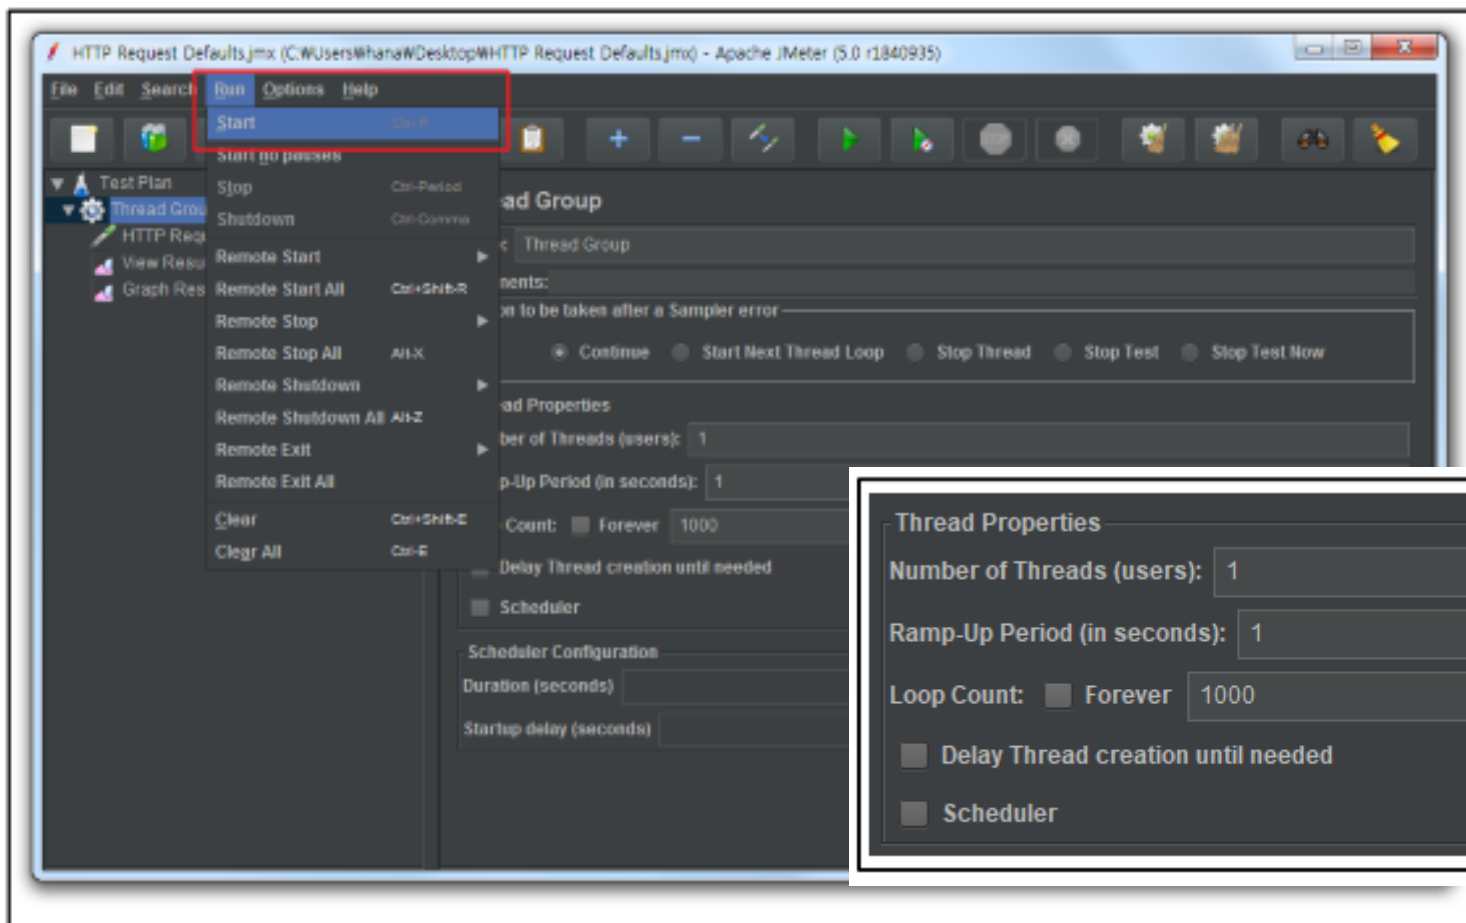 HTTP Request Defaults.jmx (C:₩Users₩hana₩Desktop₩HTTP Request Defaults.jmx) - Apache JMeter (5.0 r1840935)
File Edit Search Run Options Help
Start Ctrl-R
Start no pauses
Stop Ctrl-Period
Shutdown Ctrl-Comma
Remote Start
Remote Start All Ctrl+Shift-R
Remote Stop
Remote Stop All Alt-X
Remote Shutdown
Remote Shutdown All Alt-Z
Remote Exit
Remote Exit All
Clear Ctrl+Shift-E
Clear All Ctrl-E
Test Plan
Thread Grou
HTTP Requ
View Resu
Graph Res
ad Group
Thread Group
nents:
on to be taken after a Sampler error
Continue Start Next Thread Loop Stop Thread Stop Test Stop Test Now
ad Properties
ber of Threads (users): 1
p-Up Period (in seconds): 1
Count: Forever 1000
Delay Thread creation until needed
Scheduler
Scheduler Configuration
Duration (seconds)
Startup delay (seconds)
Thread Properties
Number of Threads (users): 1
Ramp-Up Period (in seconds): 1
Loop Count: Forever 1000
Delay Thread creation until needed
Scheduler